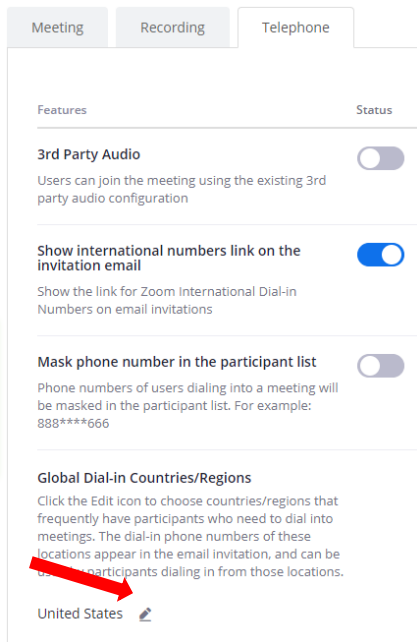 Meeting Recording Telephone
Features Status
3rd Party Audio
Users can join the meeting using the existing 3rd
party audio configuration
Show international numbers link on the
invitation email
Show the link for Zoom International Dial-in
Numbers on email invitations
Mask phone number in the participant list
Phone numbers of users dialing into a meeting will
be masked in the participant list. For example:
888****666
Global Dial-in Countries/Regions
Click the Edit icon to choose countries/regions that
frequently have participants who need to dial into
meetings. The dial-in phone numbers of these
locations appear in the email invitation, and can be
participants dialing in from those locations.
United States